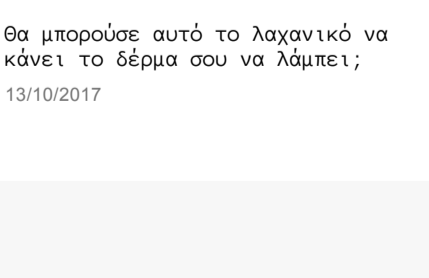 θα μπορούσε αυτό το λαχανικό να
κάνει το δέρμα σου να λάμπει;
13/10/2017